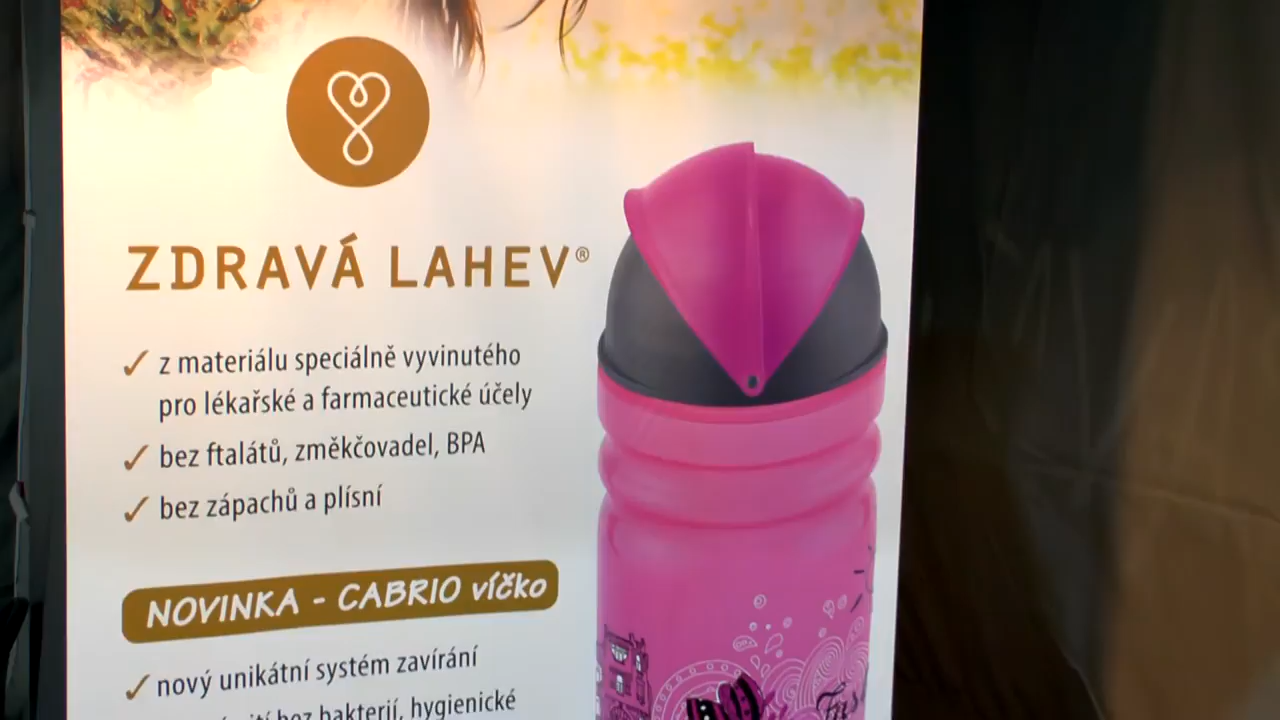 ZDRAVÁ LAHEV®
z materiálu speciálně vyvinutého
pro lékařské a farmaceutické účely
bez ftalátů, změkčovadel, BPA
bez zápachů a plísní
NOVINKA - CABRIO víčko
nový unikátní systém zavírání
bez bakterií, hygienické